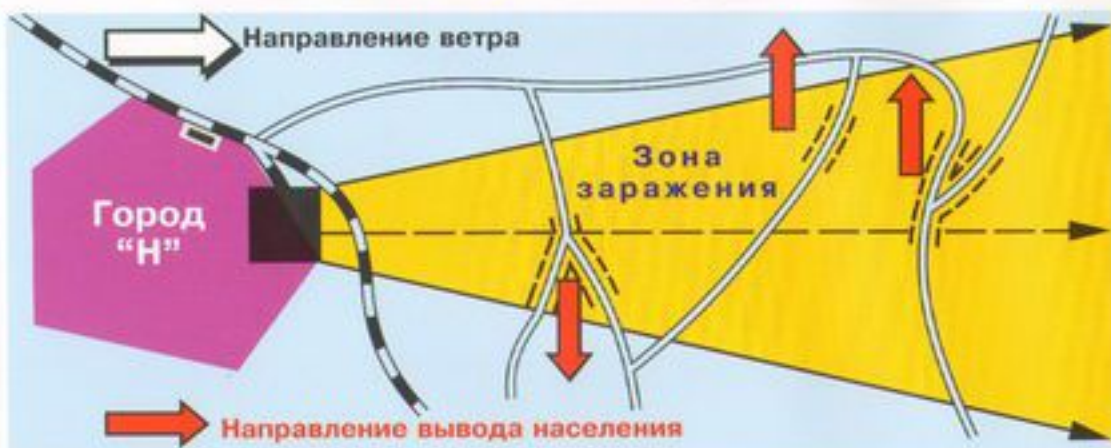 Направление ветра
Зона
заражения
Город
“Н”
Направление вывода населения